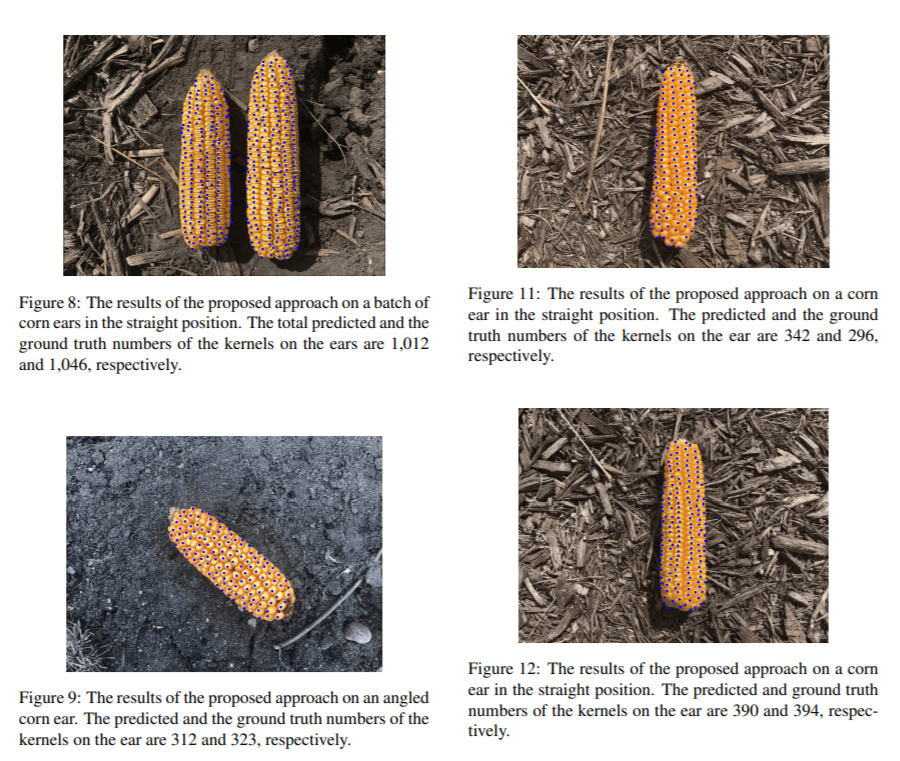 Figure 8: The results of the proposed approach on a batch of
corn ears in the straight position. The total predicted and the
ground truth numbers of the kernels on the ears are 1,012
and 1,046, respectively.
Figure 9: The results of the proposed approach on an angled
corn ear. The predicted and the ground truth numbers of the
kernels on the ear are 312 and 323, respectively.
Figure 11: The results of the proposed approach on a corn
ear in the straight position. The predicted and the ground
truth numbers of the kernels on the ear are 342 and 296,
respectively.
Figure 12: The results of the proposed approach on a corn
ear in the straight position. The predicted and ground truth
numbers of the kernels on the ear are 390 and 394, respec-
tively.